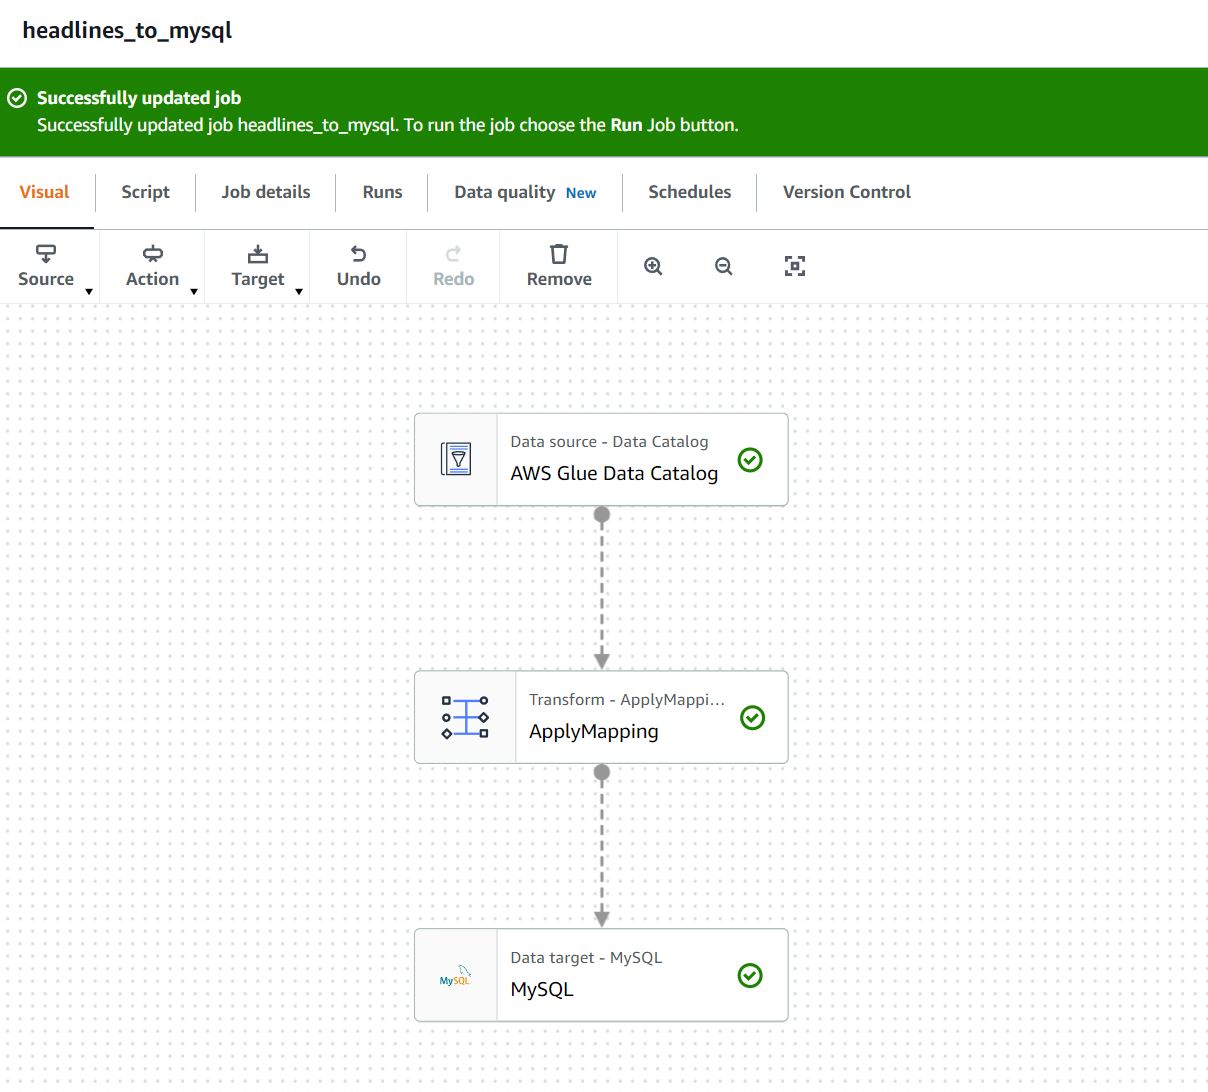 headlines_to_mysql
Successfully updated job
Successfully updated job headlines_to_mysql. To run the job choose the Run Job button.
Visual Script Job details Runs Data quality New Schedules Version Control
Source Action Target Undo Redo Remove
Data source - Data Catalog
AWS Glue Data Catalog
Transform - ApplyMappi...
ApplyMapping
Data target - MySQL
MySQL
MySQL